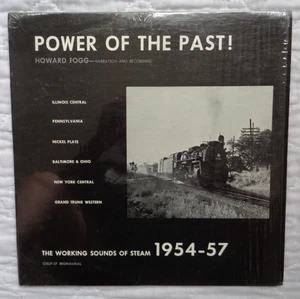 POWER OF THE PAST!
HOWARD FOGG—NARRATION AND RECORDING
ILLINOIS CENTRAL
PENNSYLVANIA
NICKEL PLATE
BALTIMORE & OHIO
NEW YORK CENTRAL
GRAND TRUNK WESTERN
THE WORKING SOUNDS OF STEAM 1954-57
MONAURAL